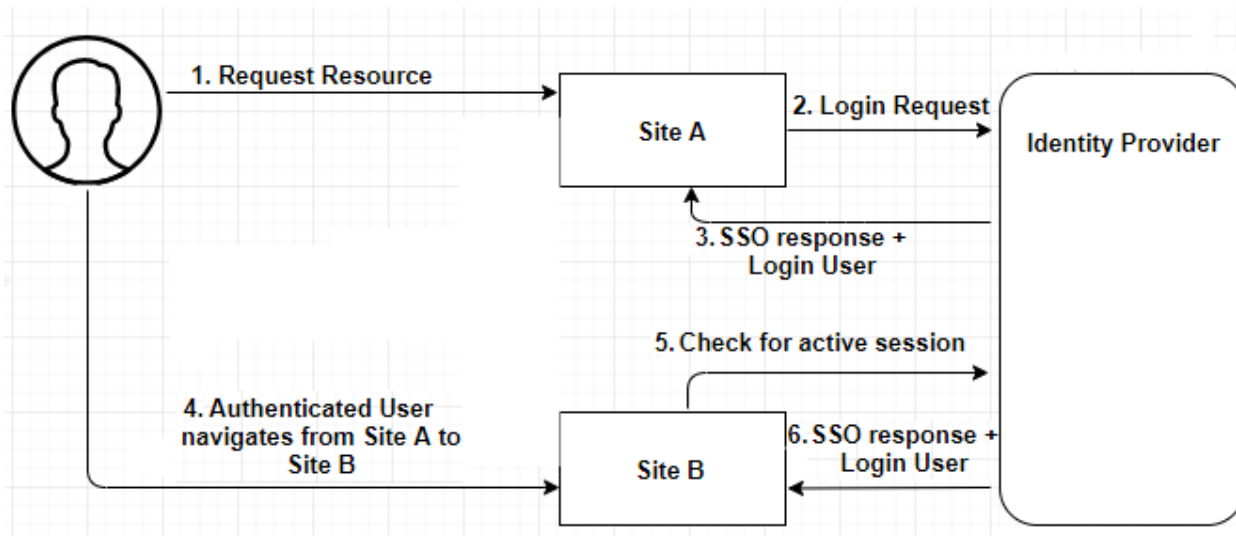 1. Request Resource
Site A
2. Login Request
Identity Provider
3. SSO response +
Login User
4. Authenticated User
navigates from Site A to
Site B
5. Check for active session
Site B
6. SSO response +
Login User